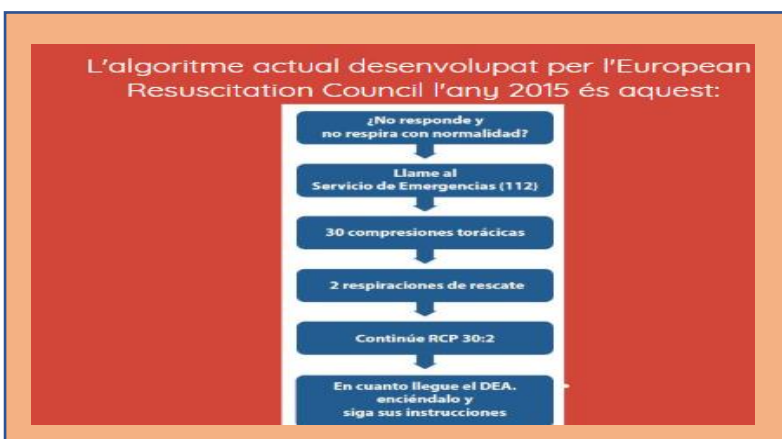 L'algoritme actual desenvolupat per l'European
Resuscitation Council l'any 2015 és aquest:
¿No responde y
no respira con normalidad?
Llame al
Servicio de Emergencias (112)
30 compresiones torácicas
2 respiraciones de rescate
Continúe RCP 30:2
En cuanto llegue el DEA.
enciéndalo y
siga sus instrucciones